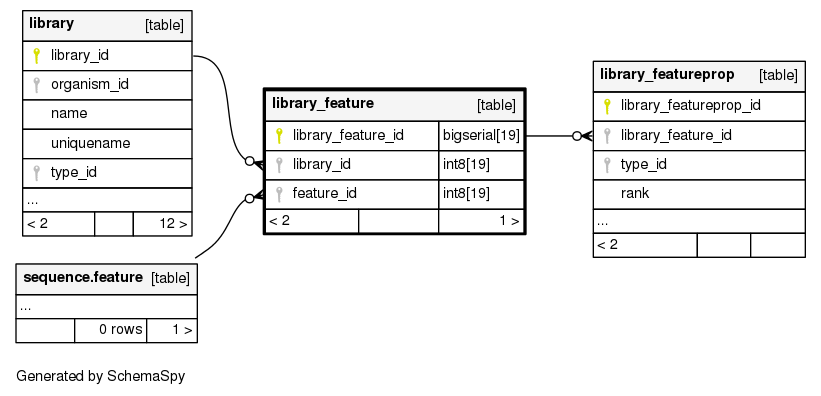 library [table]
library_id
organism_id
name
uniquename
type_id
...
< 2 12 >
sequence.feature [table]
...
0 rows 1 >
library_feature [table]
library_feature_id bigserial[19]
library_id int8[19]
feature_id int8[19]
< 2 1 >
library_featureprop [table]
library_featureprop_id
library_feature_id
type_id
rank
...
< 2
Generated by SchemaSpy